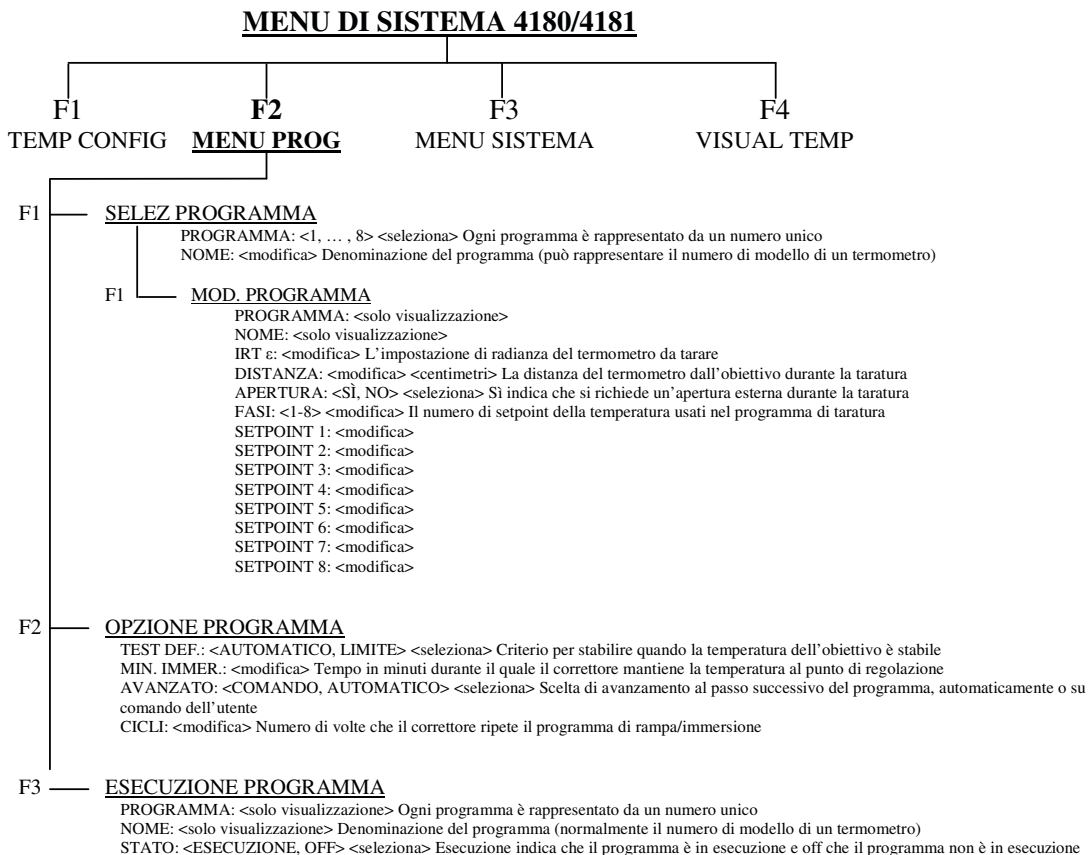 MENU DI SISTEMA 4180/4181
F1 F2 F3 F4
TEMP CONFIG MENU PROG MENU SISTEMA VISUAL TEMP
F1 SELEZ PROGRAMMA
PROGRAMMA: <1, … , 8> <seleziona> Ogni programma è rappresentato da un numero unico
NOME: <modifica> Denominazione del programma (può rappresentare il numero di modello di un termometro)
F1 MOD. PROGRAMMA
PROGRAMMA: <solo visualizzazione>
NOME: <solo visualizzazione>
IRT ε: <modifica> L'impostazione di radianza del termometro da tarare
DISTANZA: <modifica> <centimetri> La distanza del termometro dall'obiettivo durante la taratura
APERTURA: <SÌ, NO> <seleziona> Sì indica che si richiede un'apertura esterna durante la taratura
FASI: <1-8> <modifica> Il numero di setpoint della temperatura usati nel programma di taratura
SETPOINT 1: <modifica>
SETPOINT 2: <modifica>
SETPOINT 3: <modifica>
SETPOINT 4: <modifica>
SETPOINT 5: <modifica>
SETPOINT 6: <modifica>
SETPOINT 7: <modifica>
SETPOINT 8: <modifica>
F2 OPZIONE PROGRAMMA
TEST DEF.: <AUTOMATICO, LIMITE> <seleziona> Criterio per stabilire quando la temperatura dell'obiettivo è stabile
MIN. IMMER.: <modifica> Tempo in minuti durante il quale il correttore mantiene la temperatura al punto di regolazione
AVANZATO: <COMANDO, AUTOMATICO> <seleziona> Scelta di avanzamento al passo successivo del programma, automaticamente o su
comando dell'utente
CICLI: <modifica> Numero di volte che il correttore ripete il programma di rampa/immersione
F3 ESECUZIONE PROGRAMMA
PROGRAMMA: <solo visualizzazione> Ogni programma è rappresentato da un numero unico
NOME: <solo visualizzazione> Denominazione del programma (normalmente il numero di modello di un termometro)
STATO: <ESECUZIONE, OFF> <seleziona> Esecuzione indica che il programma è in esecuzione e off che il programma non è in esecuzione